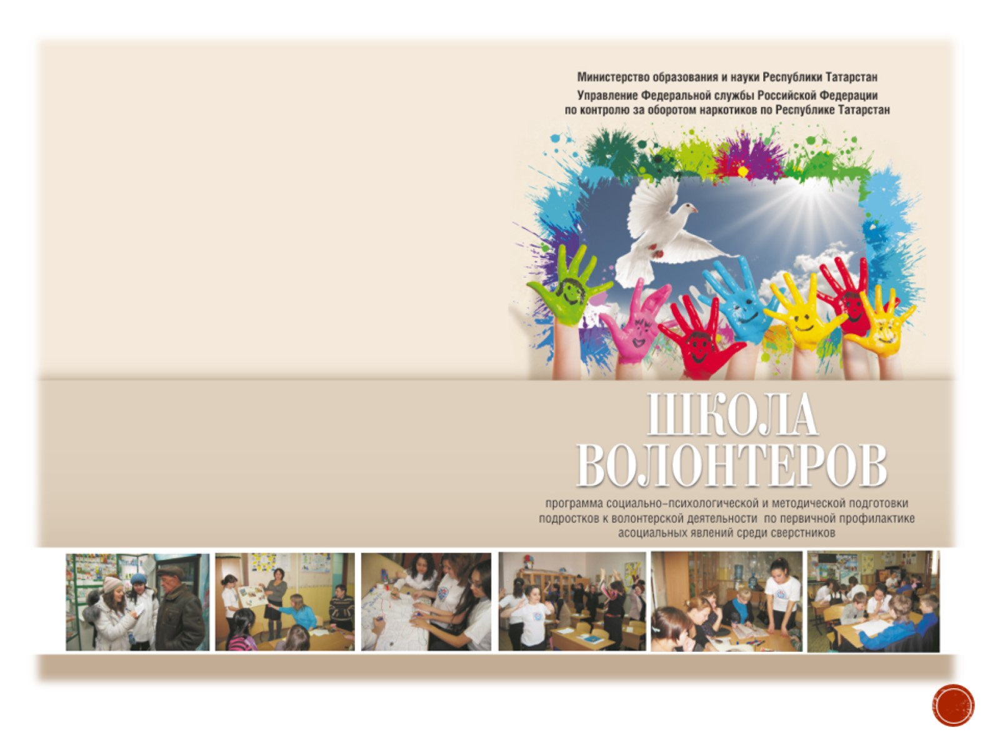 Министерство образования и науки Республики Татарстан
Управление Федеральной службы Российской Федерации
по контролю за оборотом наркотиков по Республике Татарстан
ШКОЛА
ВОЛОНТЕРОВ
программа социально–психологической и методической подготовки
подростков к волонтерской деятельности по первичной профилактике
асоциальных явлений среди сверстников